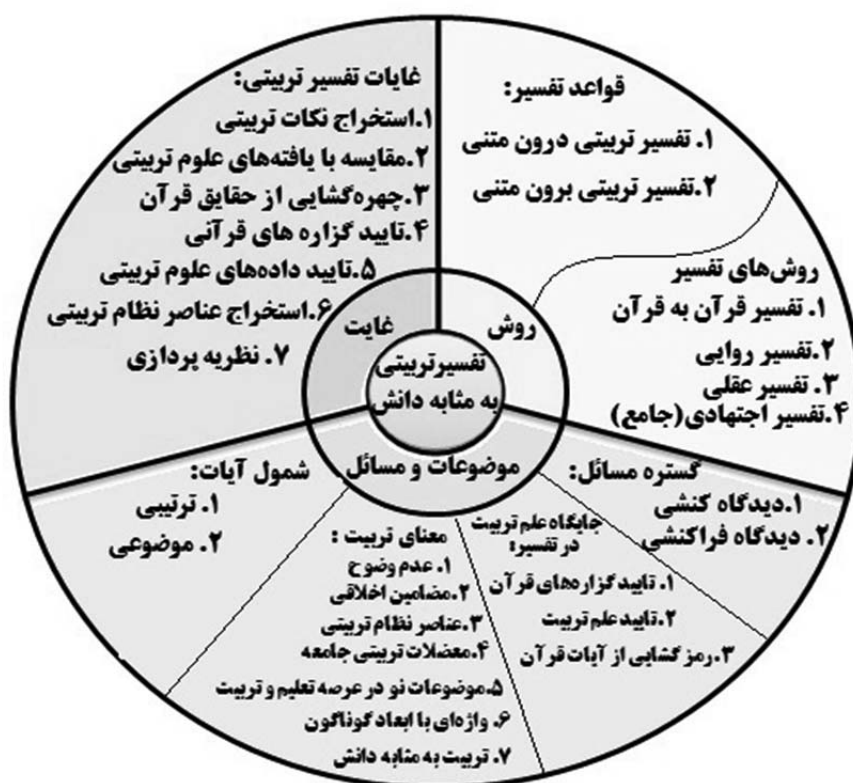 قواعد تفسیر:
۱. تفسیر تربیتی درون متنی
۲.تفسیر تربیتی برون متنی
روش‌های تفسیر
۱. تفسیر قرآن به قرآن
۲.تفسیر روایی
۳. تفسیر عقلی
۴.تفسیر اجتهادی(جامع)
غایات تفسیر تربیتی:
۱.استخراج نکات تربیتی
۲.مقایسه با یافته‌های علوم تربیتی
۳.چهره‌گشایی از حقایق قرآن
۴.تایید گزاره های قرآنی
۵.تایید داده‌های علوم تربیتی
۶.استخراج عناصر نظام تربیتی
۷. نظریه پردازی
روش
غایت
تفسیرتربیتی
به مثابه دانش
موضوعات و مسائل
گستره مسائل:
۱.دیدگاه کنشی
۲. دیدگاه فراکنشی
جایگاه علم تربیت
در تفسیر:
۱. تایید گزاره‌های قرآن
۲.تایید علم تربیت
۳.رمز گشایی از آیات قرآن
معنای تربیت :
۱. عدم وضوح
۲.مضامین اخلاقی
۳.عناصر نظام تربیتی
۴.معضلات تربیتی جامعه
۵.موضوعات نو در عرصه تعلیم و تربیت
۶. واژه‌ای با ابعاد گوناگون
۷. تربیت به مثابه دانش
شمول آیات:
۱. ترتیبی
۲. موضوعی